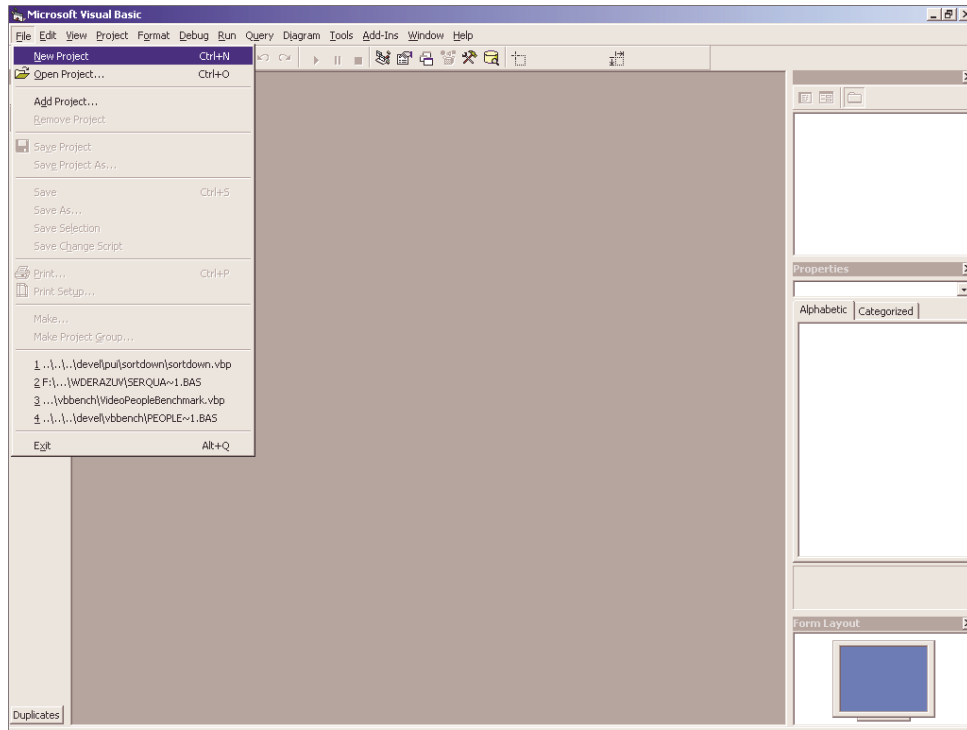 Microsoft Visual Basic
File Edit View Project Format Debug Run Query Diagram Tools Add-Ins Window Help
New Project Ctrl+N
Open Project... Ctrl+O
Add Project...
Remove Project
Save Project
Save Project As...
Save Ctrl+S
Save As...
Save Selection
Save Change Script
Print... Ctrl+P
Print Setup...
Make...
Make Project Group...
1 ..\..\..\devel\pui\sortdown\sortdown.vbp
2 F:\...\WDERAZUV\SERQUA~1.BAS
3 ...\vbbench\VideoPeopleBenchmark.vbp
4 ..\..\..\devel\vbbench\PEOPLE~1.BAS
Exit Alt+Q
Properties
Alphabetic Categorized
Form Layout
Duplicates